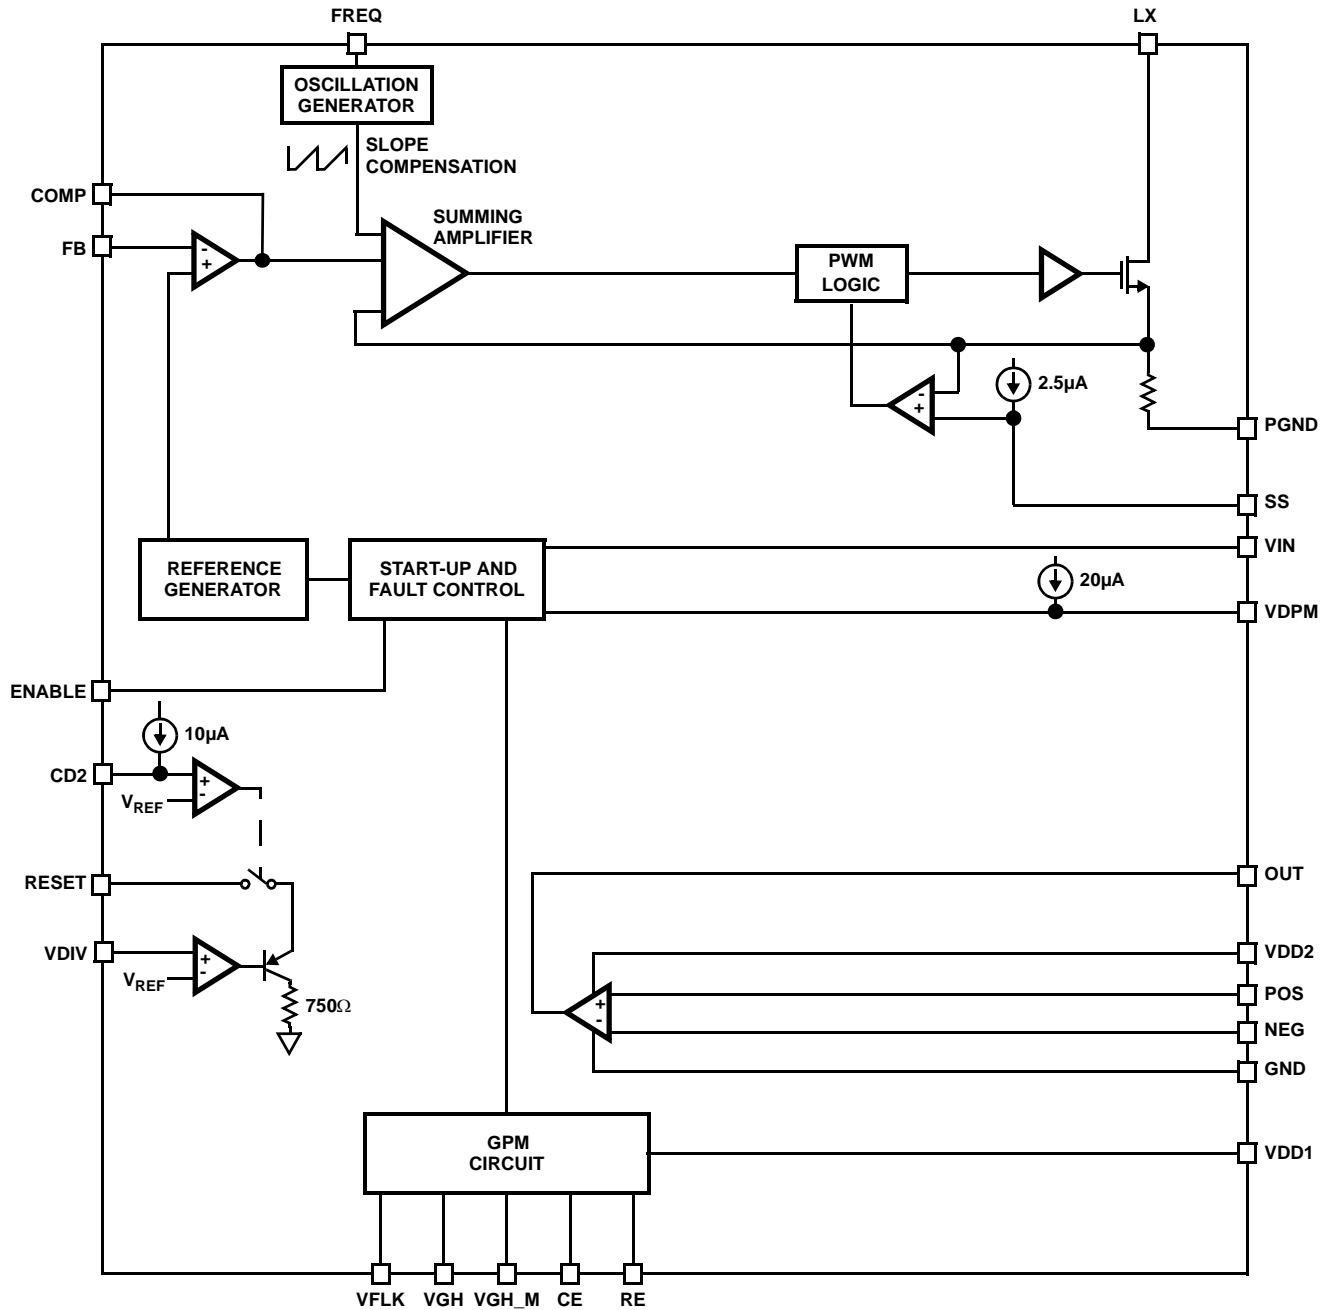 FREQ
LX
OSCILLATION
GENERATOR
SLOPE
COMPENSATION
COMP
FB
-
+
SUMMING
AMPLIFIER
PWM
LOGIC
2.5µA
-
+
PGND
SS
VIN
REFERENCE
GENERATOR
START-UP AND
FAULT CONTROL
20µA
VDPM
ENABLE
10µA
CD2
+
-
VREF
RESET
VDIV
+
-
VREF
750Ω
OUT
VDD2
+
-
POS
NEG
GND
GPM
CIRCUIT
VDD1
VFLK
VGH
VGH_M
CE
RE